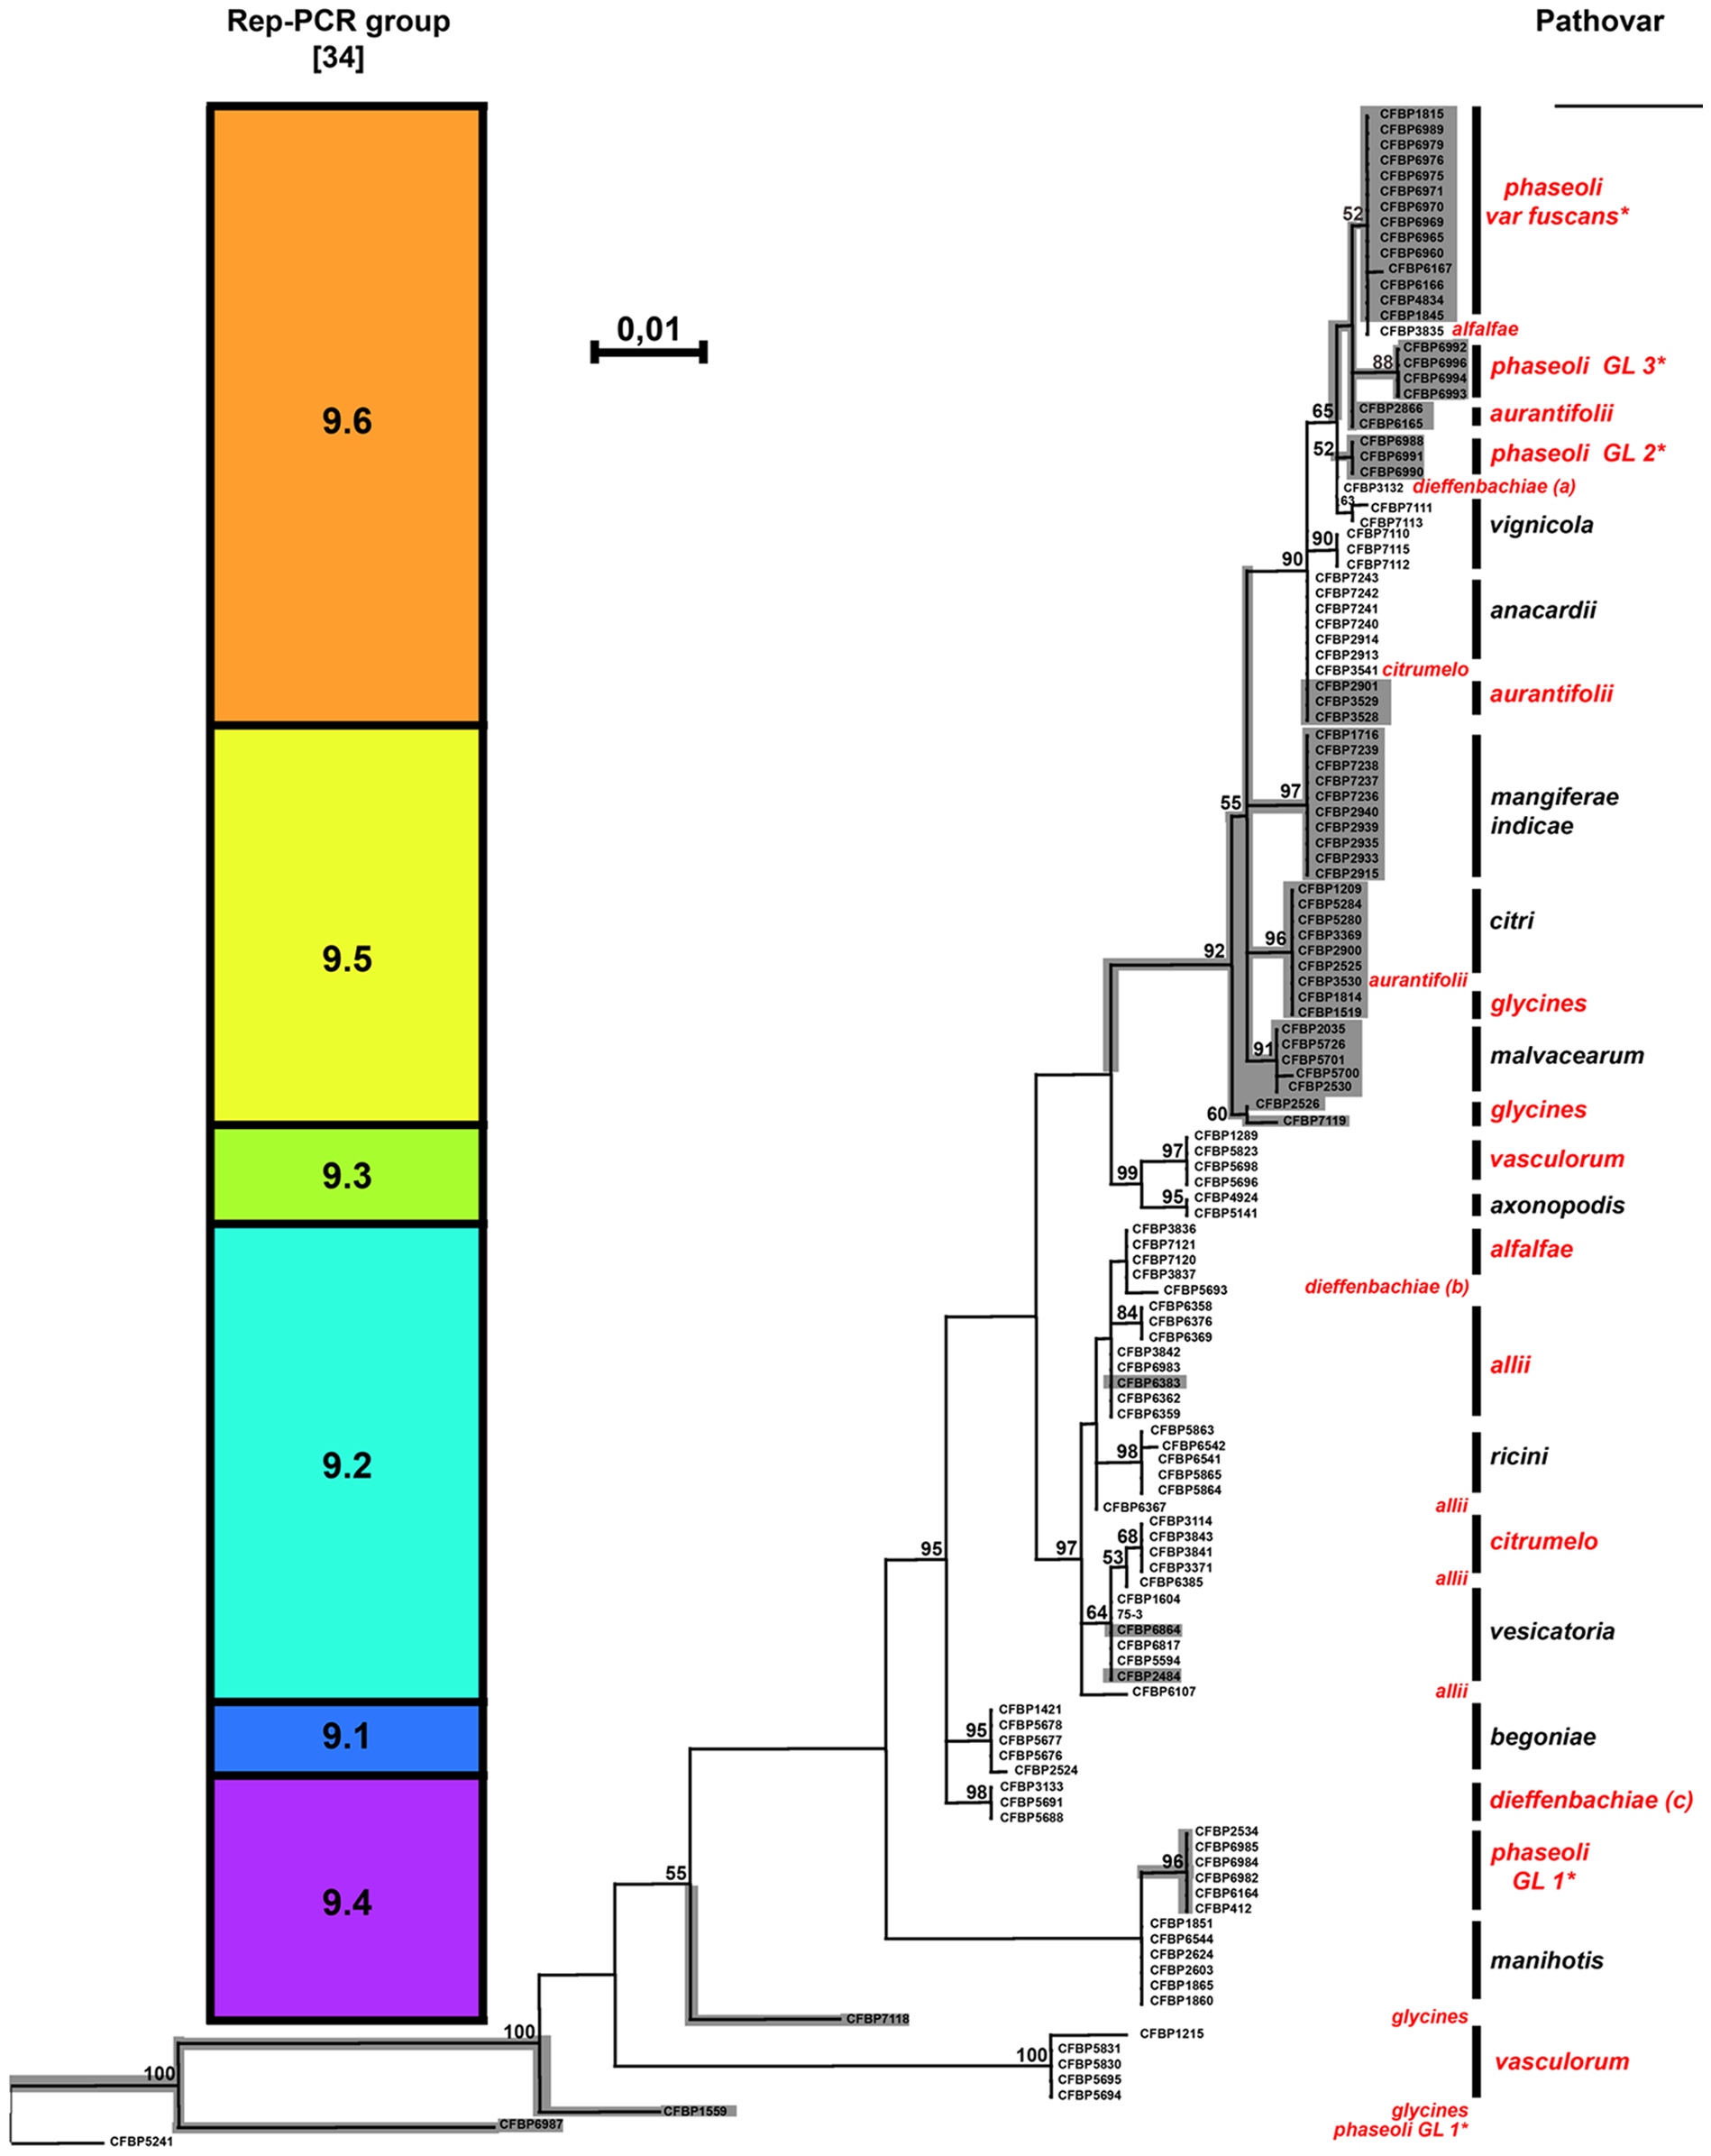 Rep-PCR group
[34]
Pathovar
9.6
9.5
9.3
9.2
9.1
9.4
0,01
CFBP1815
CFBP6989
CFBP6979
CFBP6976
CFBP6975
CFBP6971
phaseoli
CFBP6970
52
var fuscans*
CFBP6969
CFBP6965
CFBP6960
CFBP6167
CFBP6166
CFBP4834
CFBP1845
CFBP3835 alfalfae
CFBP6992
88 CFBP6996
phaseoli GL 3*
CFBP6994
CFBP6993
65 CFBP2866
aurantifolii
CFBP6165
CFBP6988
52 CFBP6991
phaseoli GL 2*
CFBP6990
CFBP3132 dieffenbachiae (a)
63
CFBP7111
CFBP7113
vignicola
CFBP7110
90 CFBP7115
CFBP7112
90
CFBP7243
CFBP7242
CFBP7241
anacardii
CFBP7240
CFBP2914
CFBP2913
CFBP3541 citrumelo
CFBP2901
aurantifolii
CFBP3529
CFBP3528
CFBP1716
CFBP7239
CFBP7238
CFBP7237
97 CFBP7236
mangiferae
55 CFBP2940
indicae
CFBP2939
CFBP2935
CFBP2933
CFBP2915
CFBP1209
CFBP5284
CFBP5280
citri
CFBP3369
96
92 CFBP2900
CFBP2525
CFBP3530 aurantifolii
CFBP1814
glycines
CFBP1519
CFBP2035
CFBP5726
91 CFBP5701
malvacearum
CFBP5700
CFBP2530
CFBP2526
glycines
60 CFBP7119
CFBP1289
97 CFBP5823
vasculorum
CFBP5698
99
CFBP5696
95 CFBP4924
axonopodis
CFBP5141
CFBP3836
CFBP7121
alfalfae
CFBP7120
CFBP3837
CFBP5693 dieffenbachiae (b)
CFBP6358
84 CFBP6376
CFBP6369
CFBP3842
allii
CFBP6983
CFBP6383
CFBP6362
CFBP6359
CFBP5863
98 CFBP6542
ricini
CFBP6541
CFBP5865
CFBP5864
CFBP6367 allii
CFBP3114
68 CFBP3843
citrumelo
95 97 CFBP3841
53 CFBP3371
CFBP6385 allii
CFBP1604
64 75-3
CFBP6864
vesicatoria
CFBP6817
CFBP5594
CFBP2484
CFBP6107 allii
CFBP1421
CFBP5678
95 CFBP5677
begoniae
CFBP5676
CFBP2524
CFBP3133
98 CFBP5691
dieffenbachiae (c)
CFBP5688
CFBP2534
CFBP6985
phaseoli
96 CFBP6984
55 CFBP6982
GL 1*
CFBP6164
CFBP412
CFBP1851
CFBP6544
CFBP2624
manihotis
CFBP2603
CFBP1865
CFBP1860
CFBP7118 glycines
100 CFBP1215
CFBP5831
100 CFBP5830
vasculorum
100 CFBP5695
CFBP5694
CFBP1559 glycines
CFBP6987 phaseoli GL 1*
CFBP5241